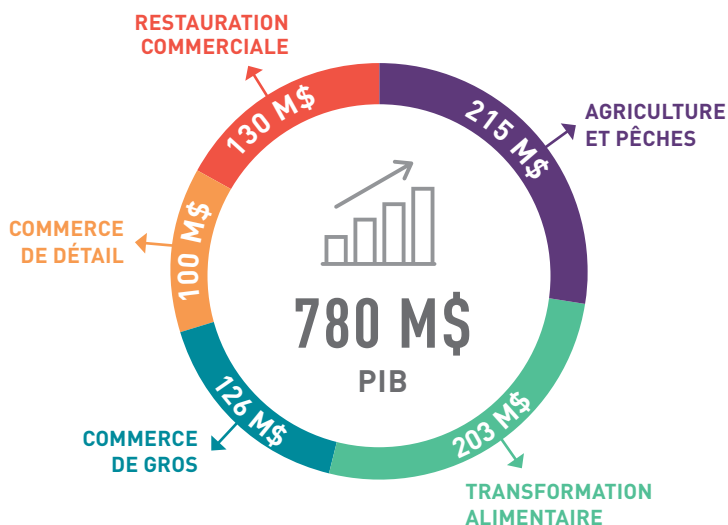 RESTAURATION
COMMERCIALE
130 M$
215 M$
AGRICULTURE
ET PÊCHES
COMMERCE
DE DÉTAIL
100 M$
780 M$
PIB
126 M$
COMMERCE
DE GROS
203 M$
TRANSFORMATION
ALIMENTAIRE